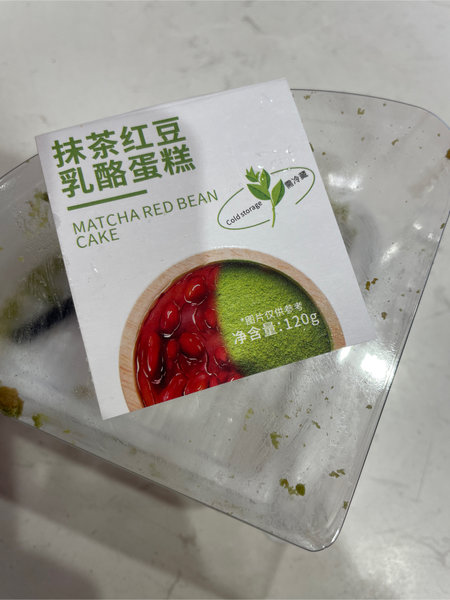 抹茶红豆
乳酪蛋糕
MATCHA RED BEAN
CAKE
Cold storage
需冷藏
*图片仅供参考
净含量:120g